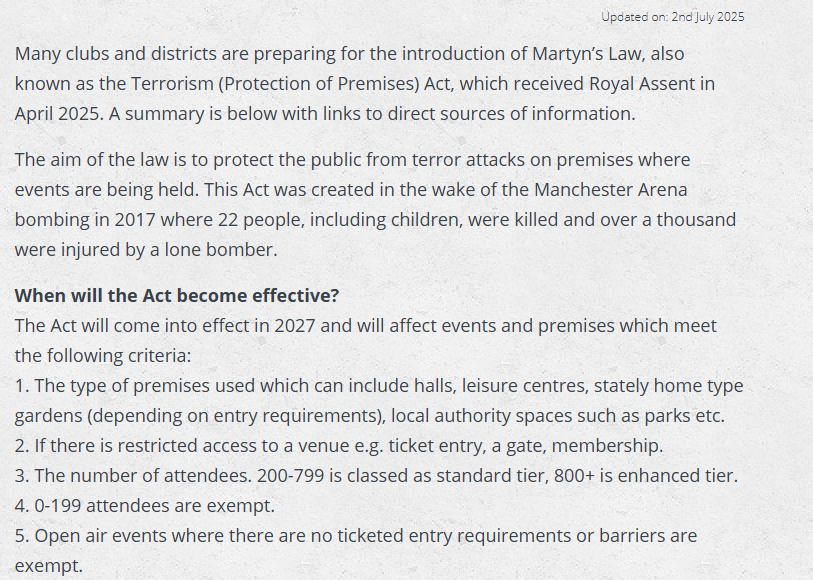 Updated on: 2nd July 2025
Many clubs and districts are preparing for the introduction of Martyn’s Law, also
known as the Terrorism (Protection of Premises) Act, which received Royal Assent in
April 2025. A summary is below with links to direct sources of information.
The aim of the law is to protect the public from terror attacks on premises where
events are being held. This Act was created in the wake of the Manchester Arena
bombing in 2017 where 22 people, including children, were killed and over a thousand
were injured by a lone bomber.
When will the Act become effective?
The Act will come into effect in 2027 and will affect events and premises which meet
the following criteria:
1. The type of premises used which can include halls, leisure centres, stately home type
gardens (depending on entry requirements), local authority spaces such as parks etc.
2. If there is restricted access to a venue e.g. ticket entry, a gate, membership.
3. The number of attendees. 200-799 is classed as standard tier, 800+ is enhanced tier.
4. 0-199 attendees are exempt.
5. Open air events where there are no ticketed entry requirements or barriers are
exempt.